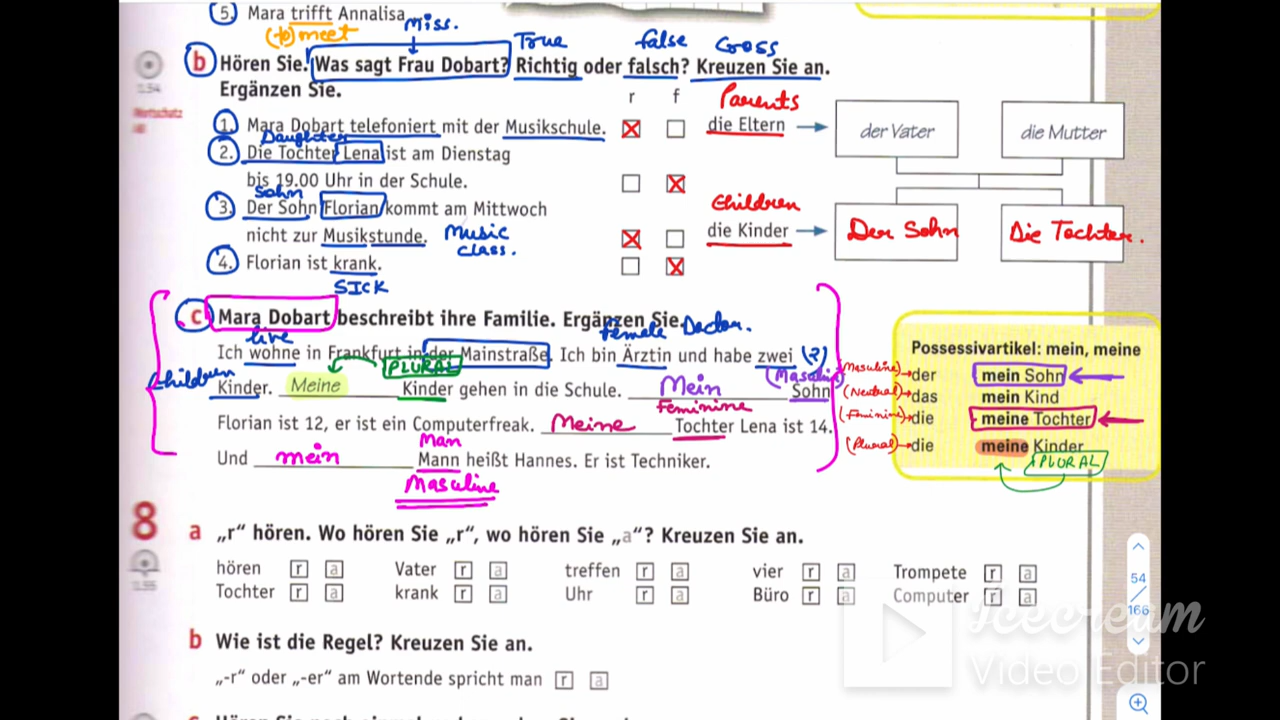 5. Mara trifft Annalisa
(to) meet
Miss.
True
false
Cross
b Hören Sie. Was sagt Frau Dobart? Richtig oder falsch? Kreuzen Sie an.
Ergänzen Sie.
r f
1.54
Parents
1. Mara Dobart telefoniert mit der Musikschule.
die Eltern
der Vater
die Mutter
Daughter
2. Die Tochter Lena ist am Dienstag
bis 19.00 Uhr in der Schule.
Sohn
3. Der Sohn Florian kommt am Mittwoch
nicht zur Musikstunde.
Music class.
Children
die Kinder
Der Sohn
Die Tochter.
4. Florian ist krank.
SICK
c Mara Dobart beschreibt ihre Familie. Ergänzen Sie.
live
Female Doctor.
Ich wohne in Frankfurt in der Mainstraße. Ich bin Ärztin und habe zwei (2)
Children
PLURAL
(Masculin)
Kinder. Meine Kinder gehen in die Schule. Mein Sohn
Feminine
Florian ist 12, er ist ein Computerfreak. Meine Tochter Lena ist 14.
Man
Und mein Mann heißt Hannes. Er ist Techniker.
Masculine
Possessivartikel: mein, meine
(Masculine) der mein Sohn
(Neutral) das mein Kind
(Feminine) die meine Tochter
(Plural) die meine Kinder
PLURAL
8
a „r“ hören. Wo hören Sie „r“, wo hören Sie „a“? Kreuzen Sie an.
hören r a Vater r a treffen r a vier r a Trompete r a
Tochter r a krank r a Uhr r a Büro r a Computer r a
1.55
b Wie ist die Regel? Kreuzen Sie an.
„-r“ oder „-er“ am Wortende spricht man r a
54
/
166
Icecream
Video Editor